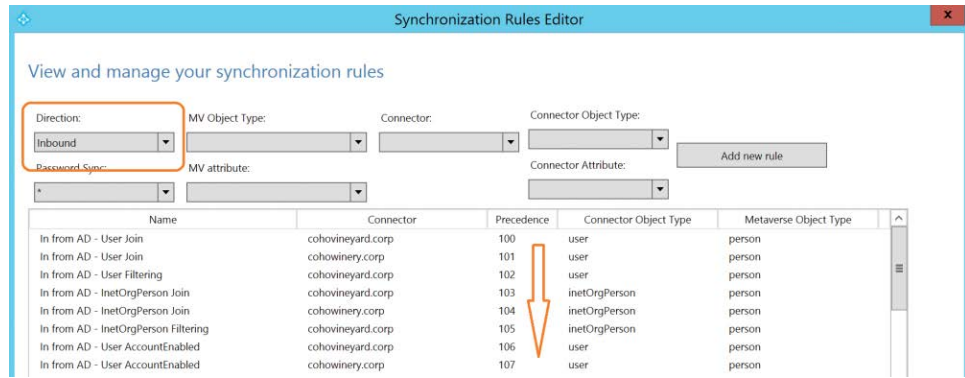 Synchronization Rules Editor
x
View and manage your synchronization rules
Direction: MV Object Type: Connector: Connector Object Type:
Inbound
Add new rule
Password Sync: MV attribute: Connector Attribute:
*
Name Connector Precedence Connector Object Type Metaverse Object Type
In from AD - User Join cohovineyard.corp 100 user person
In from AD - User Join cohowinery.corp 101 user person
In from AD - User Filtering cohovineyard.corp 102 user person
In from AD - InetOrgPerson Join cohovineyard.corp 103 inetOrgPerson person
In from AD - InetOrgPerson Join cohowinery.corp 104 inetOrgPerson person
In from AD - InetOrgPerson Filtering cohovineyard.corp 105 inetOrgPerson person
In from AD - User AccountEnabled cohovineyard.corp 106 user person
In from AD - User AccountEnabled cohowinery.corp 107 user person